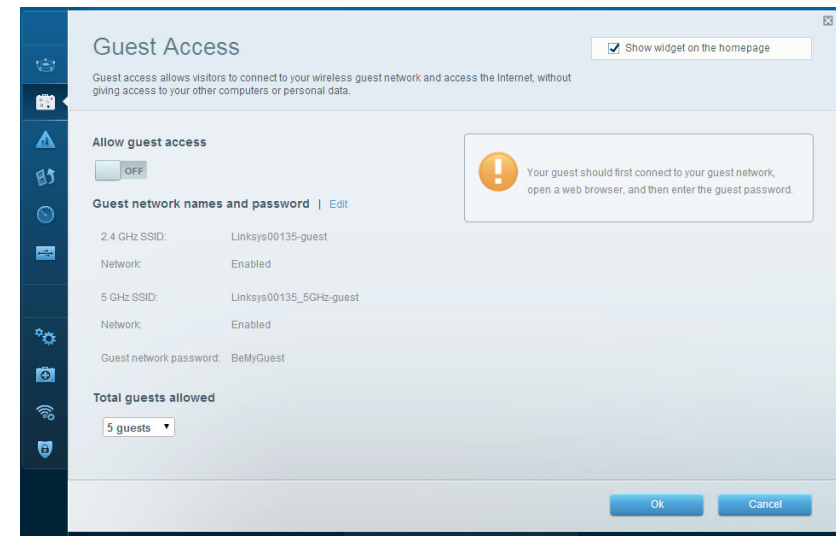 Guest Access
Show widget on the homepage
Guest access allows visitors to connect to your wireless guest network and access the Internet, without
giving access to your other computers or personal data.
Allow guest access
OFF
Your guest should first connect to your guest network,
open a web browser, and then enter the guest password.
Guest network names and password | Edit
2.4 GHz SSID: Linksys00135-guest
Network: Enabled
5 GHz SSID: Linksys00135_5GHz-guest
Network: Enabled
Guest network password: BeMyGuest
Total guests allowed
5 guests
Ok Cancel